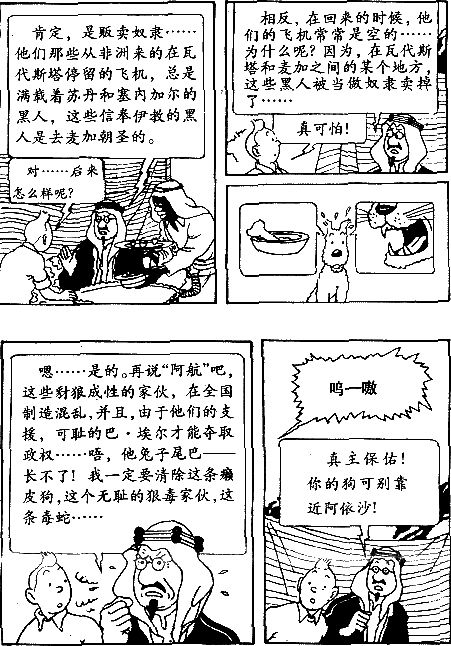 肯定，是贩卖奴隶……
他们那些从非洲来的在瓦
代斯塔停留的飞机，总是
满载着苏丹和塞内加尔的
黑人，这些信奉伊教的黑
人是去麦加朝圣的。
对……后来
怎么样呢？
相反，在回来的时候，他
们的飞机常常是空的……
为什么呢？因为，在瓦代斯
塔和麦加之间的某个地方，
这些黑人被当做奴隶卖掉
了……
真可怕！
嗯……是的。再说“阿航”吧，
这些豺狼成性的家伙，在全国
制造混乱，并且，由于他们的支
援，可耻的巴·埃尔才能夺取
政权……唔，他兔子尾巴——
长不了！我一定要清除这条癞
皮狗，这个无耻的狠毒家伙，这
条毒蛇……
呜—嗷
真主保佑！
你的狗可别靠
近阿依沙！